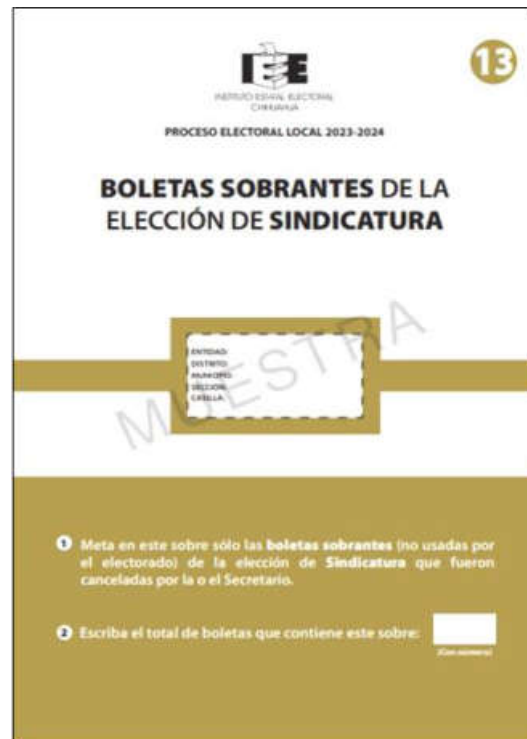 13
IEE
INSTITUTO ESTATAL ELECTORAL
CHIHUAHUA
PROCESO ELECTORAL LOCAL 2023-2024
BOLETAS SOBRANTES DE LA
ELECCIÓN DE SINDICATURA
ENTIDAD:
DISTRITO:
MUNICIPIO:
SECCIÓN:
CASILLA:
MUESTRA
1 Meta en este sobre sólo las boletas sobrantes (no usadas por
el electorado) de la elección de Sindicatura que fueron
canceladas por la o el Secretario.
2 Escriba el total de boletas que contiene este sobre:
(Con número)